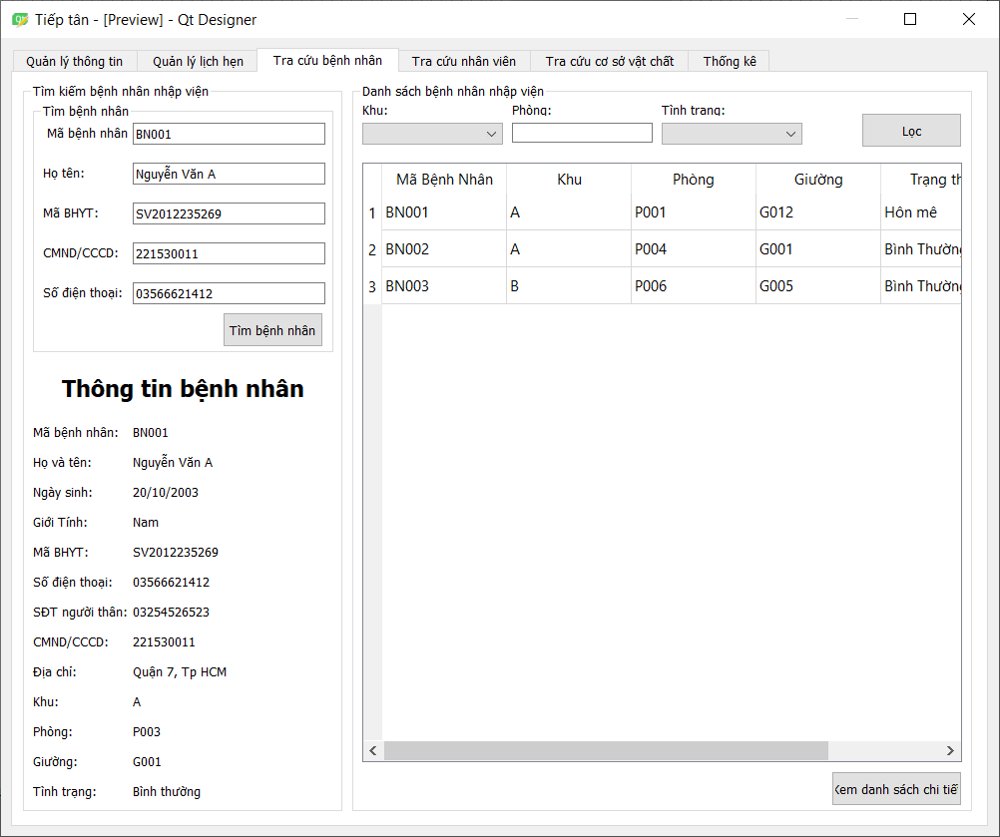 Tiếp tân - [Preview] - Qt Designer
Quản lý thông tin
Quản lý lịch hẹn
Tra cứu bệnh nhân
Tra cứu nhân viên
Tra cứu cơ sở vật chất
Thống kê
Tìm kiếm bệnh nhân nhập viện
Tìm bệnh nhân
Mã bệnh nhân BN001
Họ tên: Nguyễn Văn A
Mã BHYT: SV2012235269
CMND/CCCD: 221530011
Số điện thoại: 03566621412
Tìm bệnh nhân
Thông tin bệnh nhân
Mã bệnh nhân: BN001
Họ và tên: Nguyễn Văn A
Ngày sinh: 20/10/2003
Giới Tính: Nam
Mã BHYT: SV2012235269
Số điện thoại: 03566621412
SĐT người thân: 03254526523
CMND/CCCD: 221530011
Địa chỉ: Quận 7, Tp HCM
Khu: A
Phòng: P003
Giường: G001
Tình trạng: Bình thường
Danh sách bệnh nhân nhập viện
Khu: Phòng: Tình trạng:
Lọc
Mã Bệnh Nhân Khu Phòng Giường Trạng th
1 BN001 A P001 G012 Hôn mê
2 BN002 A P004 G001 Bình Thường
3 BN003 B P006 G005 Bình Thường
Xem danh sách chi tiết